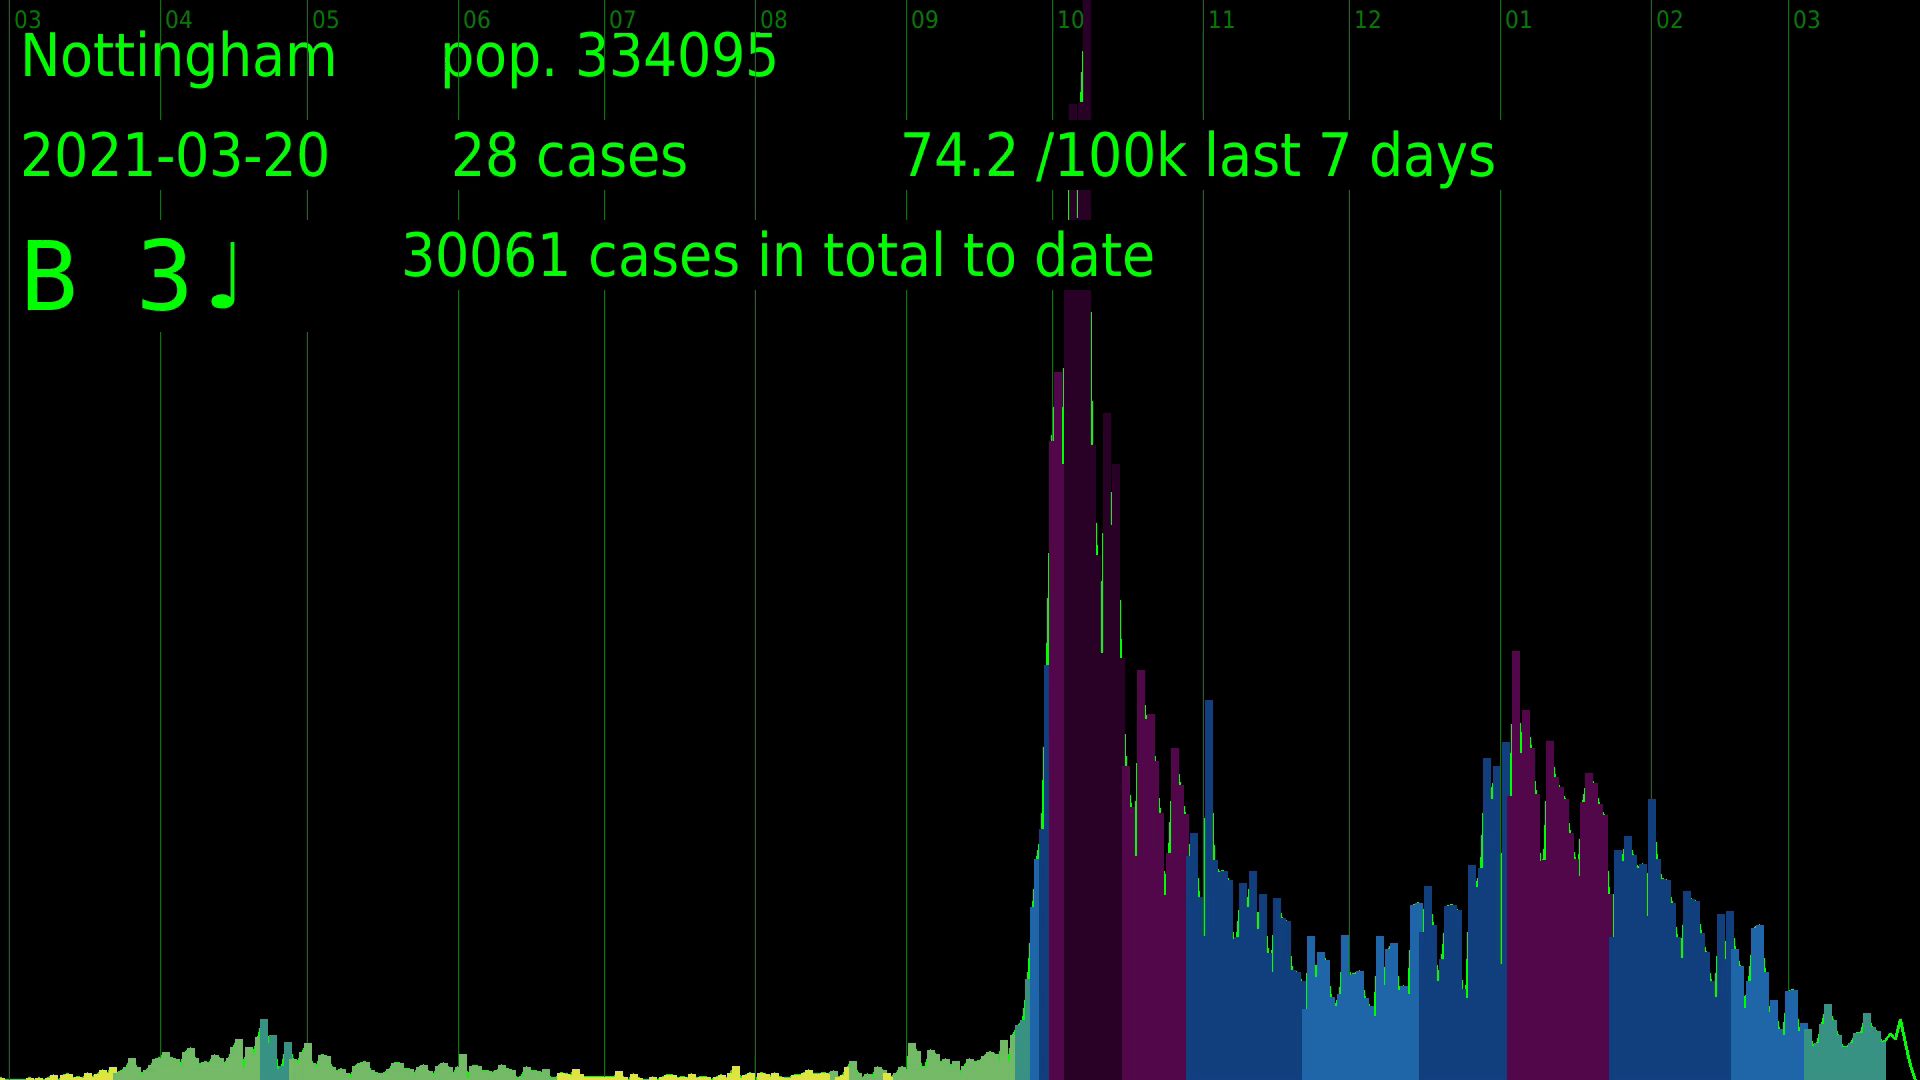 03 04 05 06 07 08 09 10 11 12 01 02 03
Nottingham pop. 334095
2021-03-20 28 cases 74.2 /100k last 7 days
B 3♩ 30061 cases in total to date